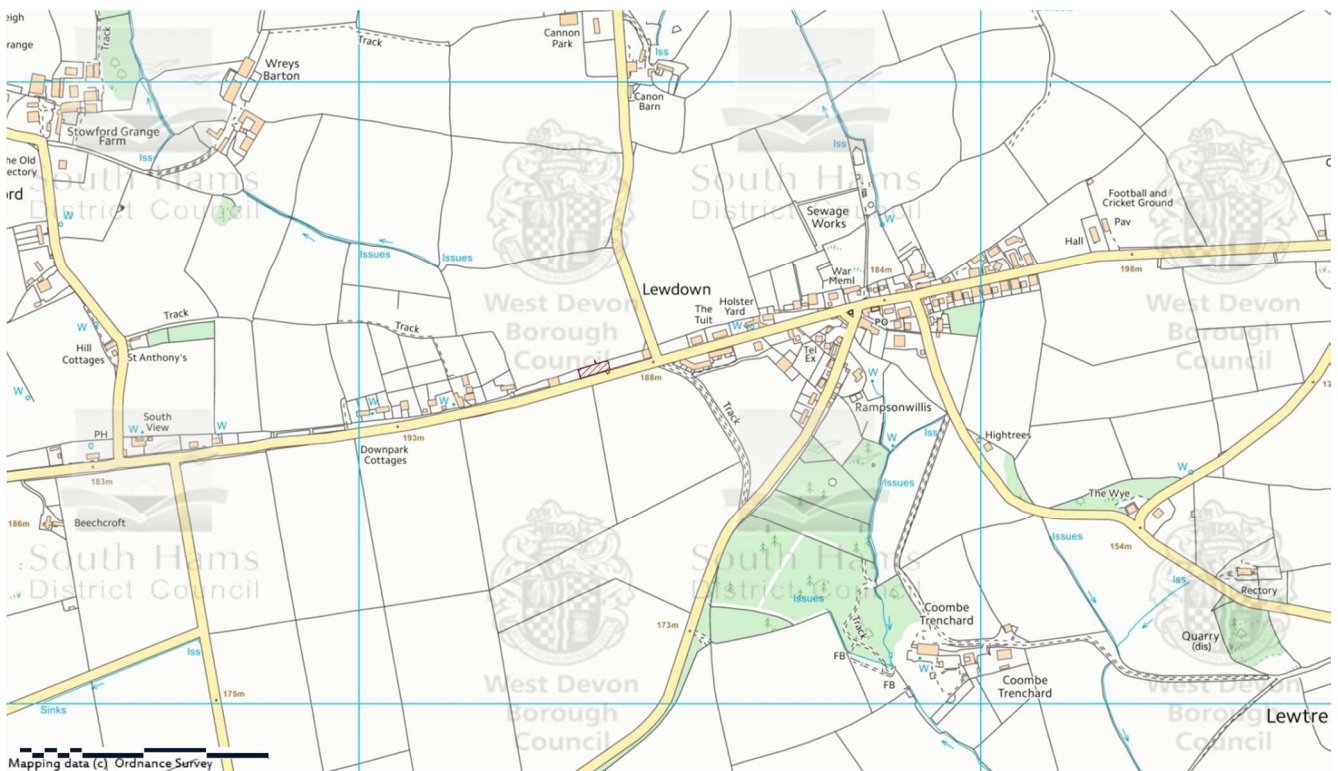 eigh
range
Track
Wreys
Barton
Track
Cannon
Park
Iss
Canon
Barn
Stowford Grange
Farm
Iss
he Old
ectory
ord
South Hams
District Council
W
Issues
Issues
West Devon
Borough
Council
South Hams
District Council
Iss
Sewage
Works
W
Football and
Cricket Ground
Pav
Hall
198m
West Devon
Borough
Council
War
Meml
184m
Lewdown
The
Tuit
Holster
Yard
W
PO
Tel
Ex
188m
Track
W
Hill
Cottages
St Anthony's
Track
W
W
W
Rampsonwillis
W
Iss
Hightrees
17
PH
South
View
W
W
193m
Downpark
Cottages
Track
183m
186m
Beechcroft
South Hams
District Council
Issues
The Wye
W
154m
Issues
Iss
Rectory
Quarry
(dis)
South Hams
District Council
Issues
Track
Coombe
Trenchard
173m
FB
FB
W
Coombe
Trenchard
Iss
175m
Sinks
West Devon
Borough
Council
West Devon
Borough
Council
Lewtre
Mapping data (c) Ordnance Survey